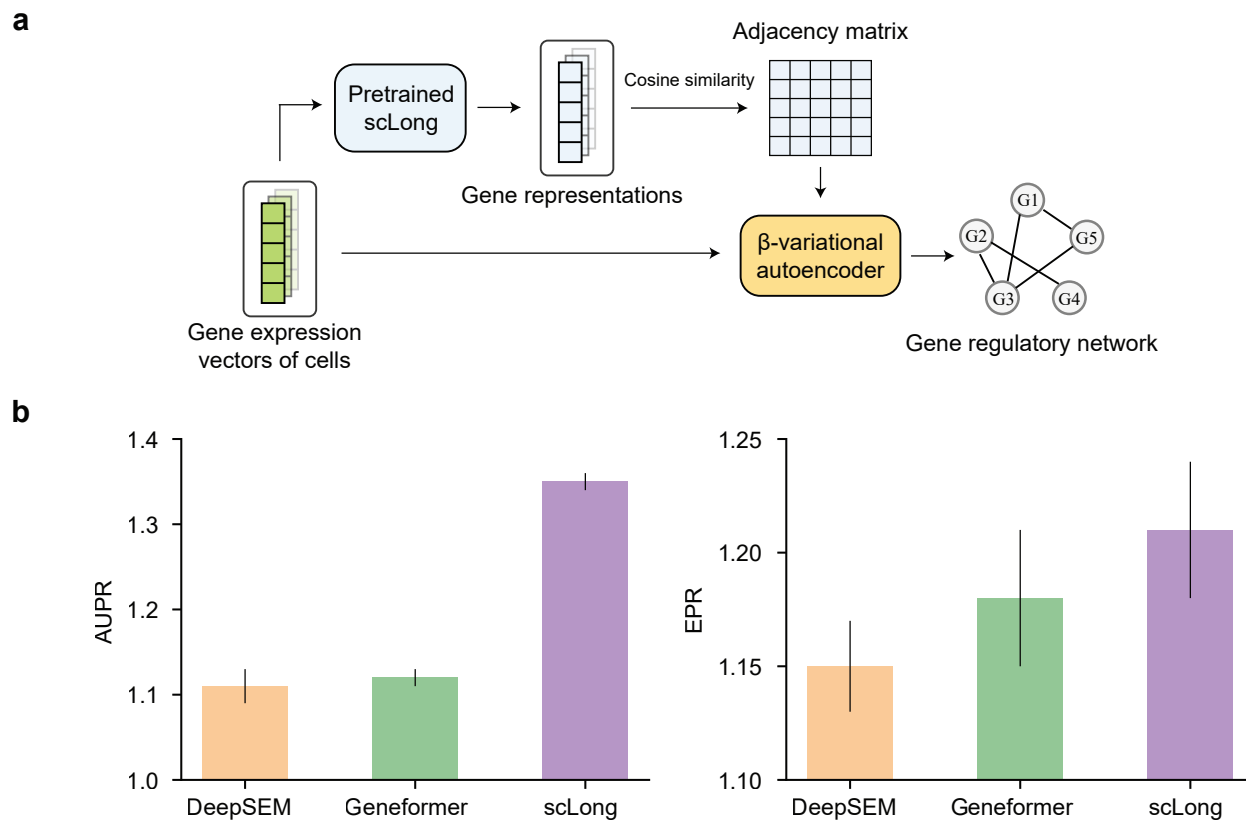 a
Pretrained
scLong
Gene representations
Cosine similarity
Adjacency matrix
Gene expression
vectors of cells
β-variational
autoencoder
G1
G2
G5
G3
G4
Gene regulatory network
b
AUPR
1.4
1.3
1.2
1.1
1.0
DeepSEM
Geneformer
scLong
EPR
1.25
1.20
1.15
1.10
DeepSEM
Geneformer
scLong